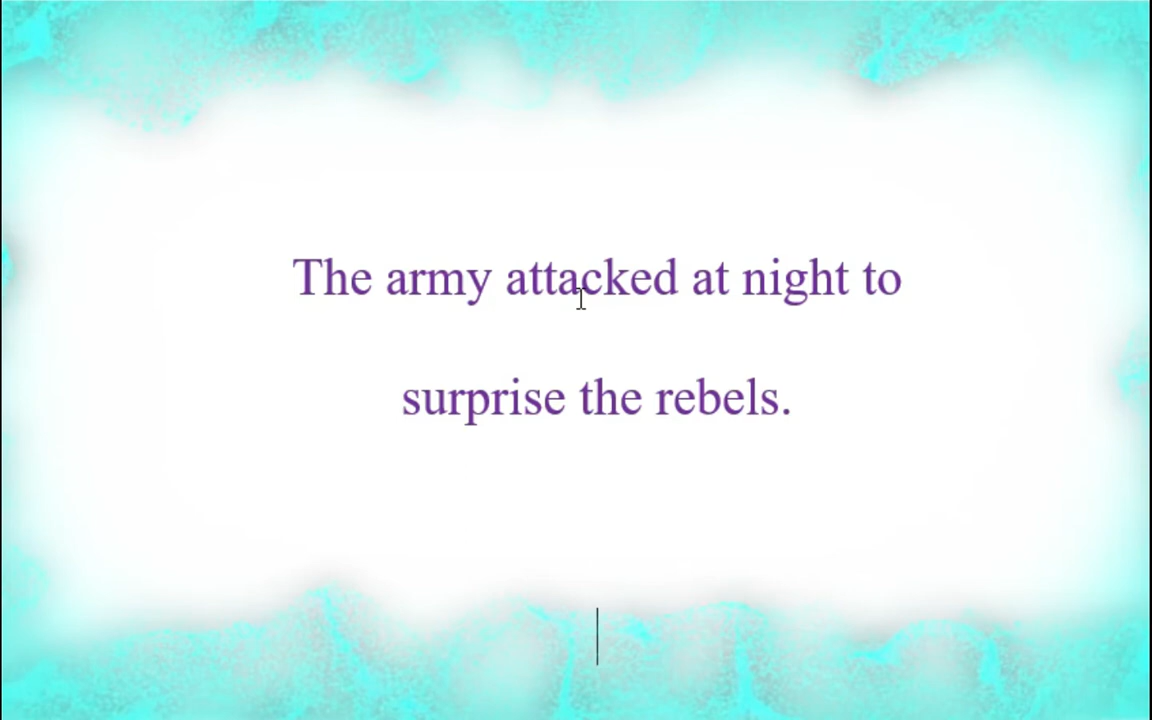 The army attacked at night to
surprise the rebels.